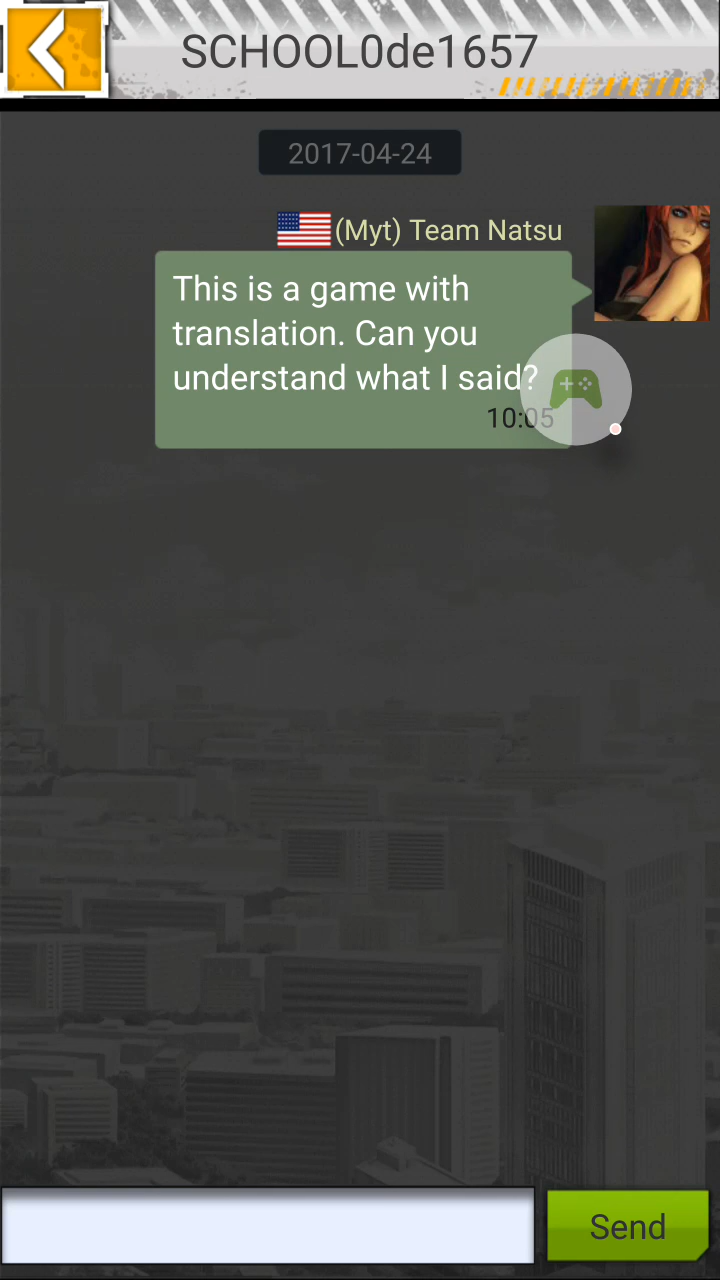 SCHOOL0de1657
2017-04-24
(Myt) Team Natsu
This is a game with
translation. Can you
understand what I said?
10:05
Send